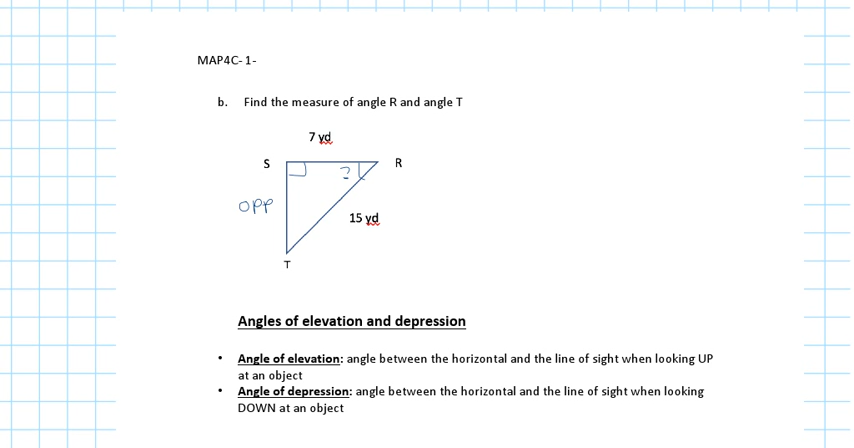 MAP4C- 1-
b. Find the measure of angle R and angle T
7 yd
S
R
?
OPP
15 yd
T
Angles of elevation and depression
• Angle of elevation: angle between the horizontal and the line of sight when looking UP
at an object
• Angle of depression: angle between the horizontal and the line of sight when looking
DOWN at an object